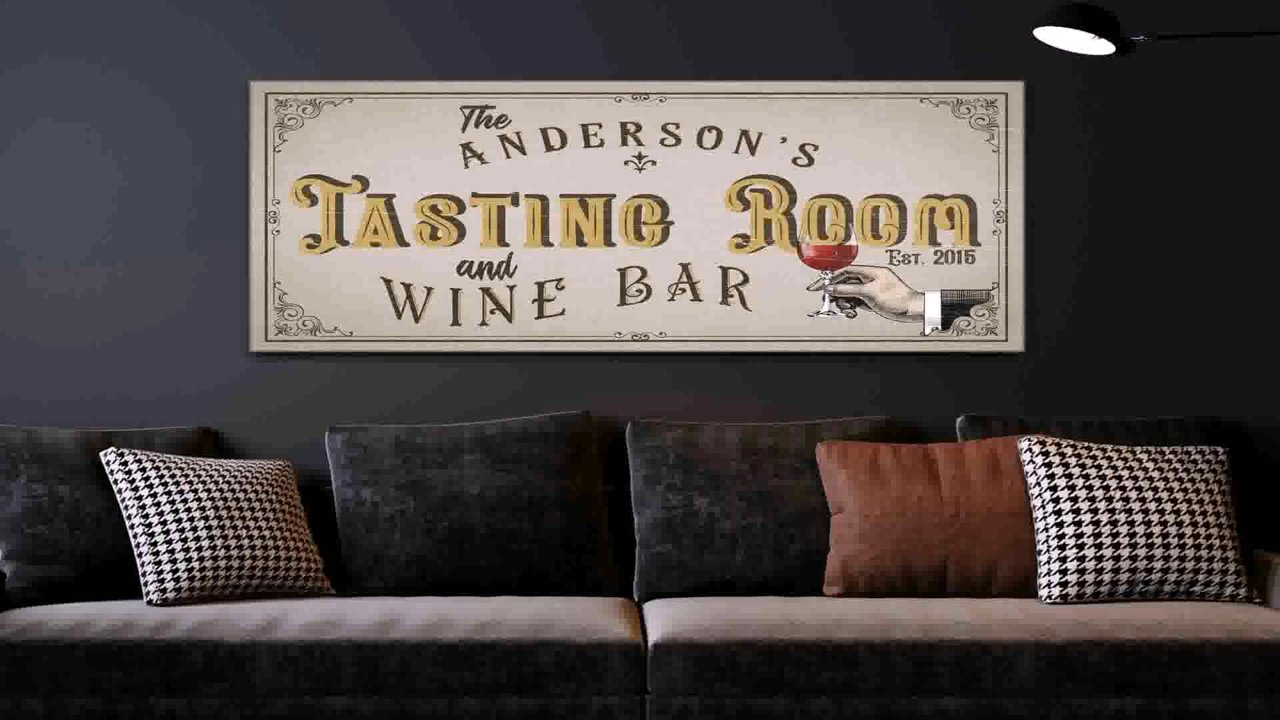 The
ANDERSON'S
TASTING ROOM
EST. 2015
and
WINE BAR